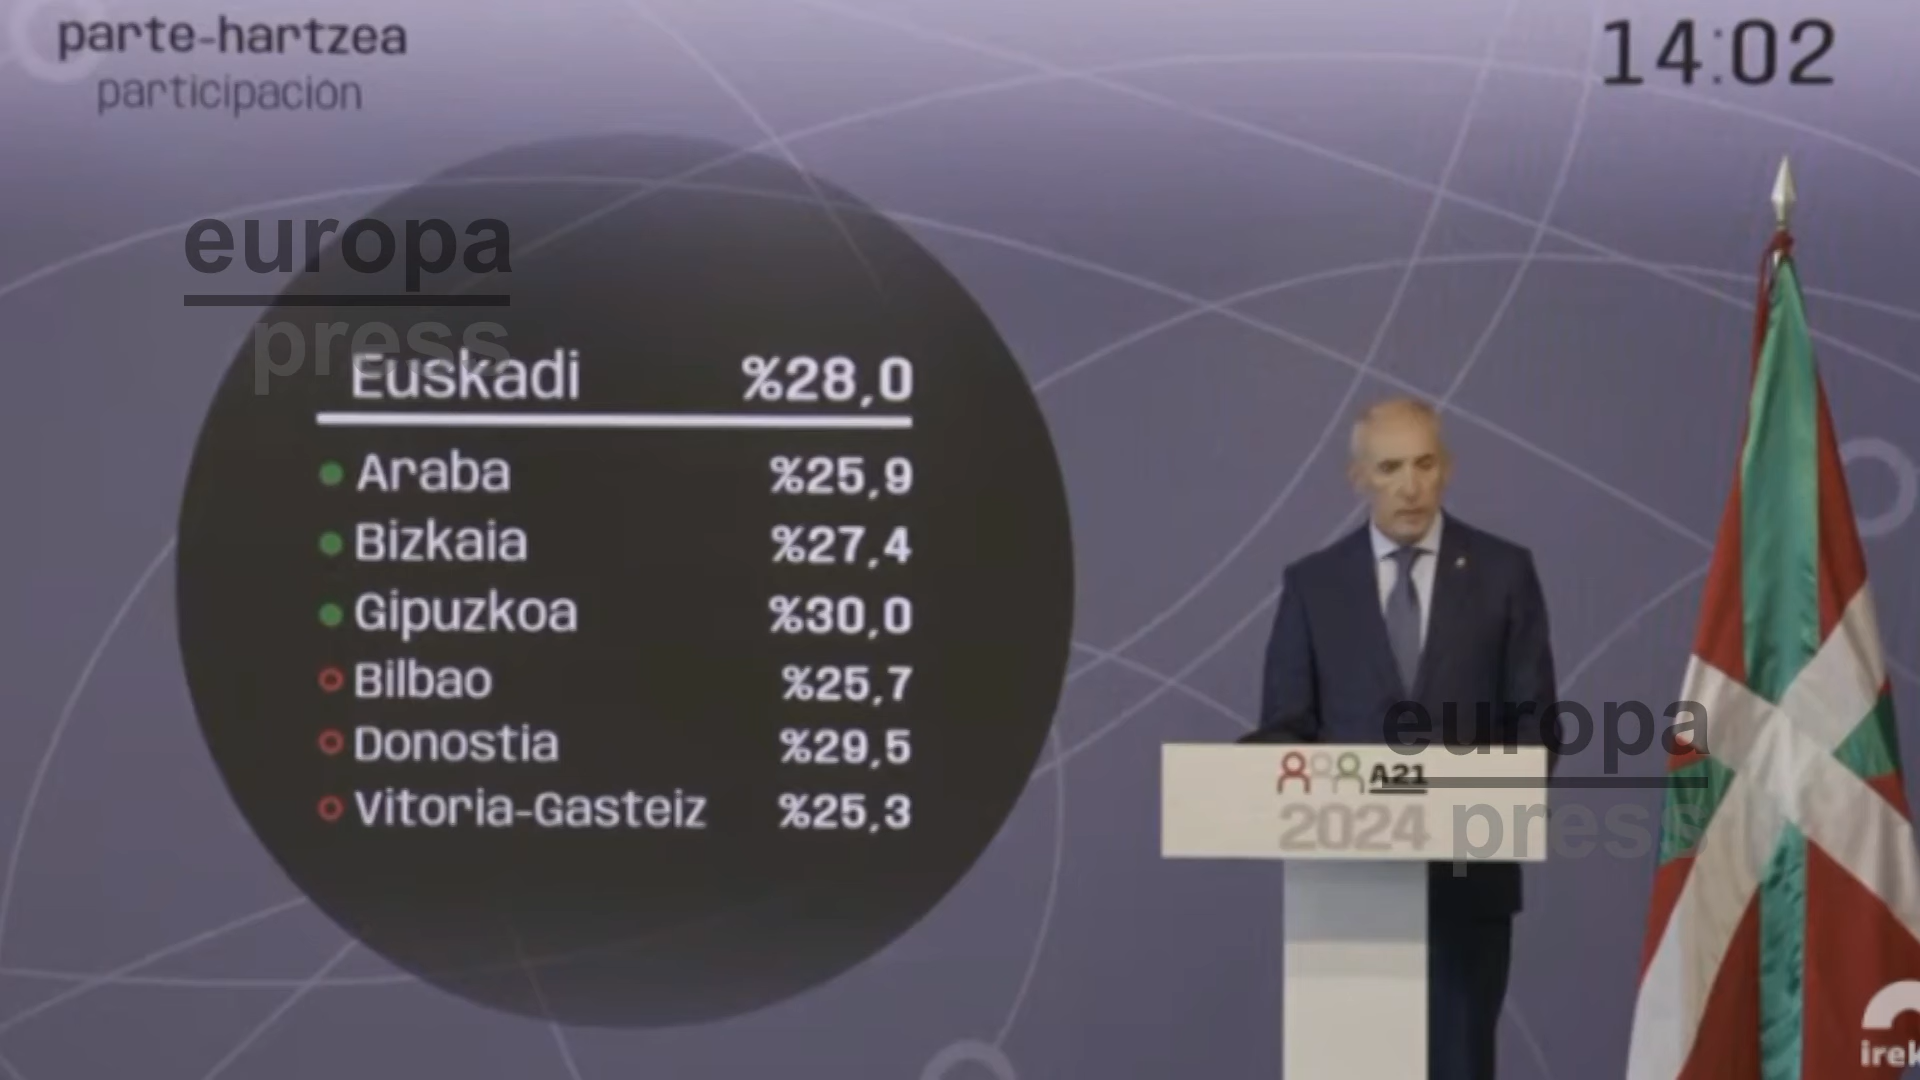 parte-hartzea
participación
14:02
europa
press
Euskadi %28,0
Araba %25,9
Bizkaia %27,4
Gipuzkoa %30,0
Bilbao %25,7
Donostia %29,5
Vitoria-Gasteiz %25,3
A21
2024
europa
press
irek